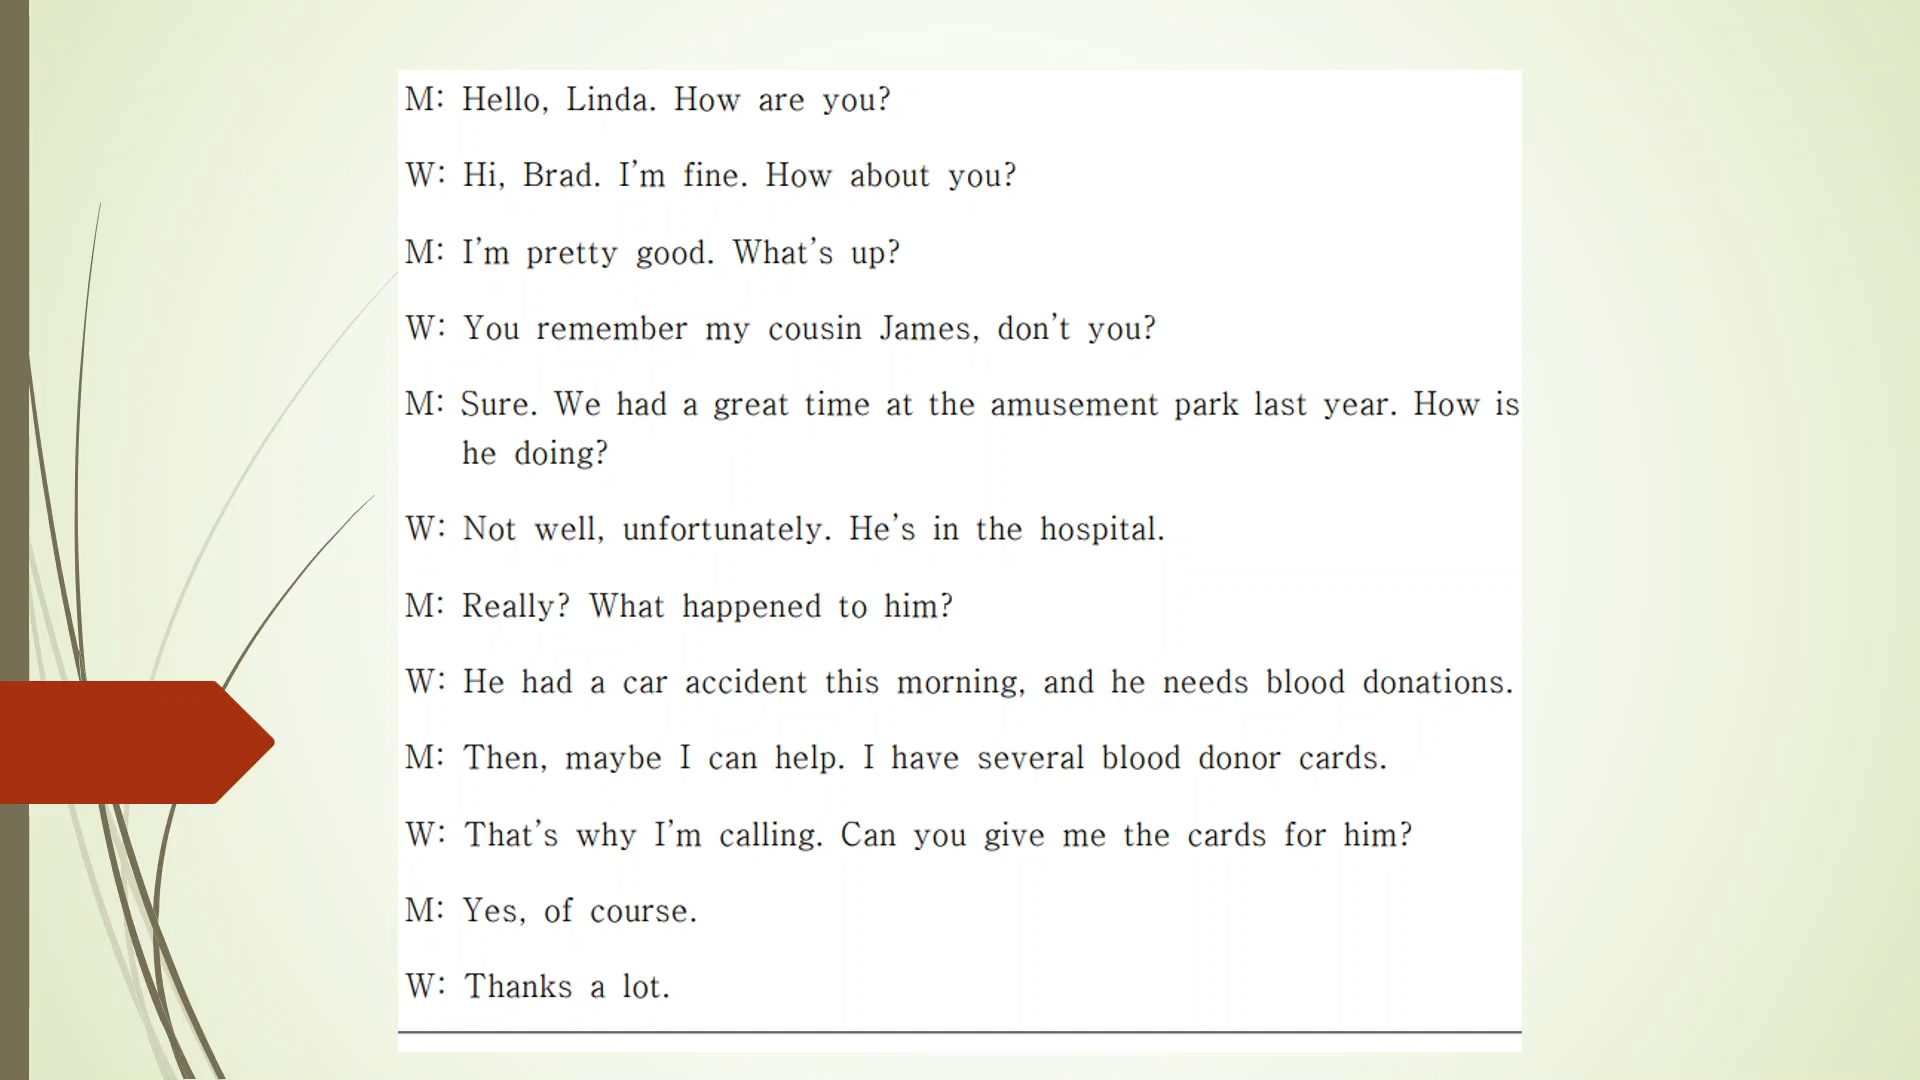 M: Hello, Linda. How are you?
W: Hi, Brad. I'm fine. How about you?
M: I'm pretty good. What's up?
W: You remember my cousin James, don't you?
M: Sure. We had a great time at the amusement park last year. How is
he doing?
W: Not well, unfortunately. He's in the hospital.
M: Really? What happened to him?
W: He had a car accident this morning, and he needs blood donations.
M: Then, maybe I can help. I have several blood donor cards.
W: That's why I'm calling. Can you give me the cards for him?
M: Yes, of course.
W: Thanks a lot.